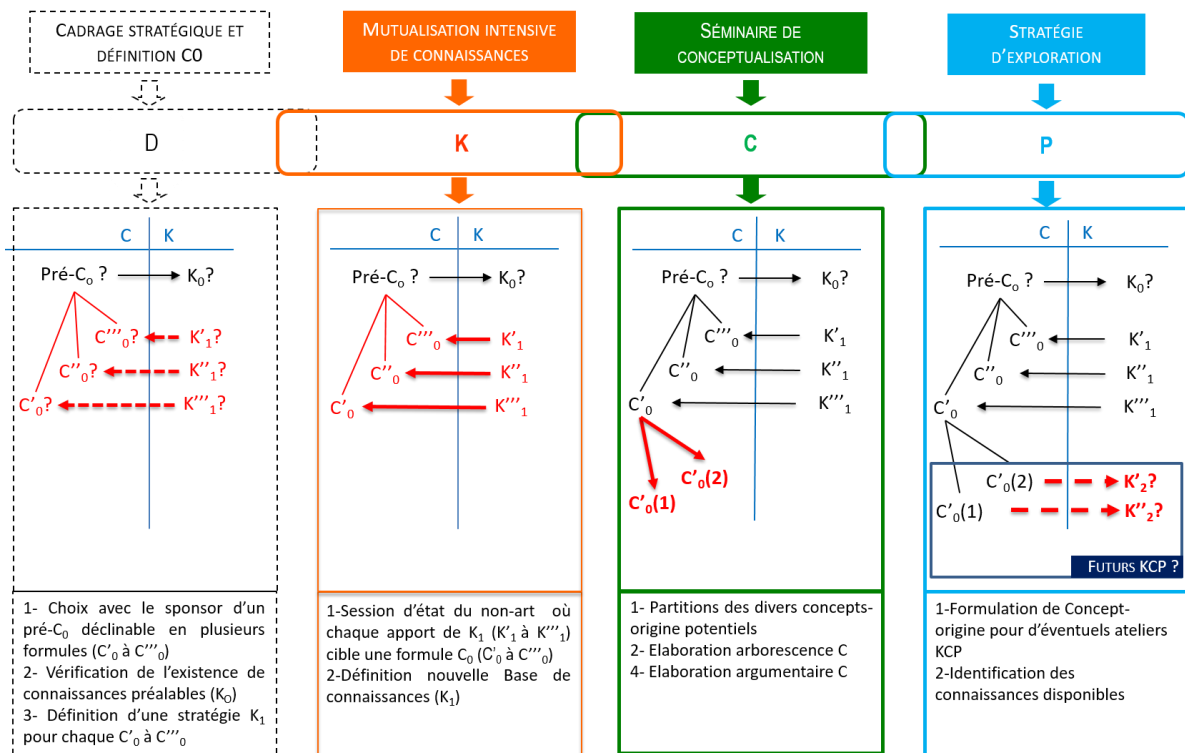 CADRAGE STRATÉGIQUE ET
DÉFINITION C0
MUTUALISATION INTENSIVE
DE CONNAISSANCES
SÉMINAIRE DE
CONCEPTUALISATION
STRATÉGIE
D'EXPLORATION
D
K
C
P
C K
Pré-C₀ ? K₀?
C'''₀? K'₁?
C''₀? K''₁?
C'₀? K'''₁?
1- Choix avec le sponsor d'un
pré-C₀ déclinable en plusieurs
formules (C'₀ à C'''₀)
2- Vérification de l'existence de
connaissances préalables (K₀)
3- Définition d'une stratégie K₁
pour chaque C'₀ à C'''₀
C K
Pré-C₀ ? K₀?
C'''₀ K'₁
C''₀ K''₁
C'₀ K'''₁
1-Session d'état du non-art où
chaque apport de K₁ (K'₁ à K'''₁)
cible une formule C₀ (C'₀ à C'''₀)
2-Définition nouvelle Base de
connaissances (K₁)
C K
Pré-C₀ ? K₀?
C'''₀ K'₁
C''₀ K''₁
C'₀ K'''₁
C'₀(2)
C'₀(1)
1- Partitions des divers concepts-
origine potentiels
2- Elaboration arborescence C
4- Elaboration argumentaire C
C K
Pré-C₀ ? K₀?
C'''₀ K'₁
C''₀ K''₁
C'₀ K'''₁
C'₀(2) K'₂?
C'₀(1) K''₂?
FUTURS KCP ?
1-Formulation de Concept-
origine pour d'éventuels ateliers
KCP
2-Identification des
connaissances disponibles